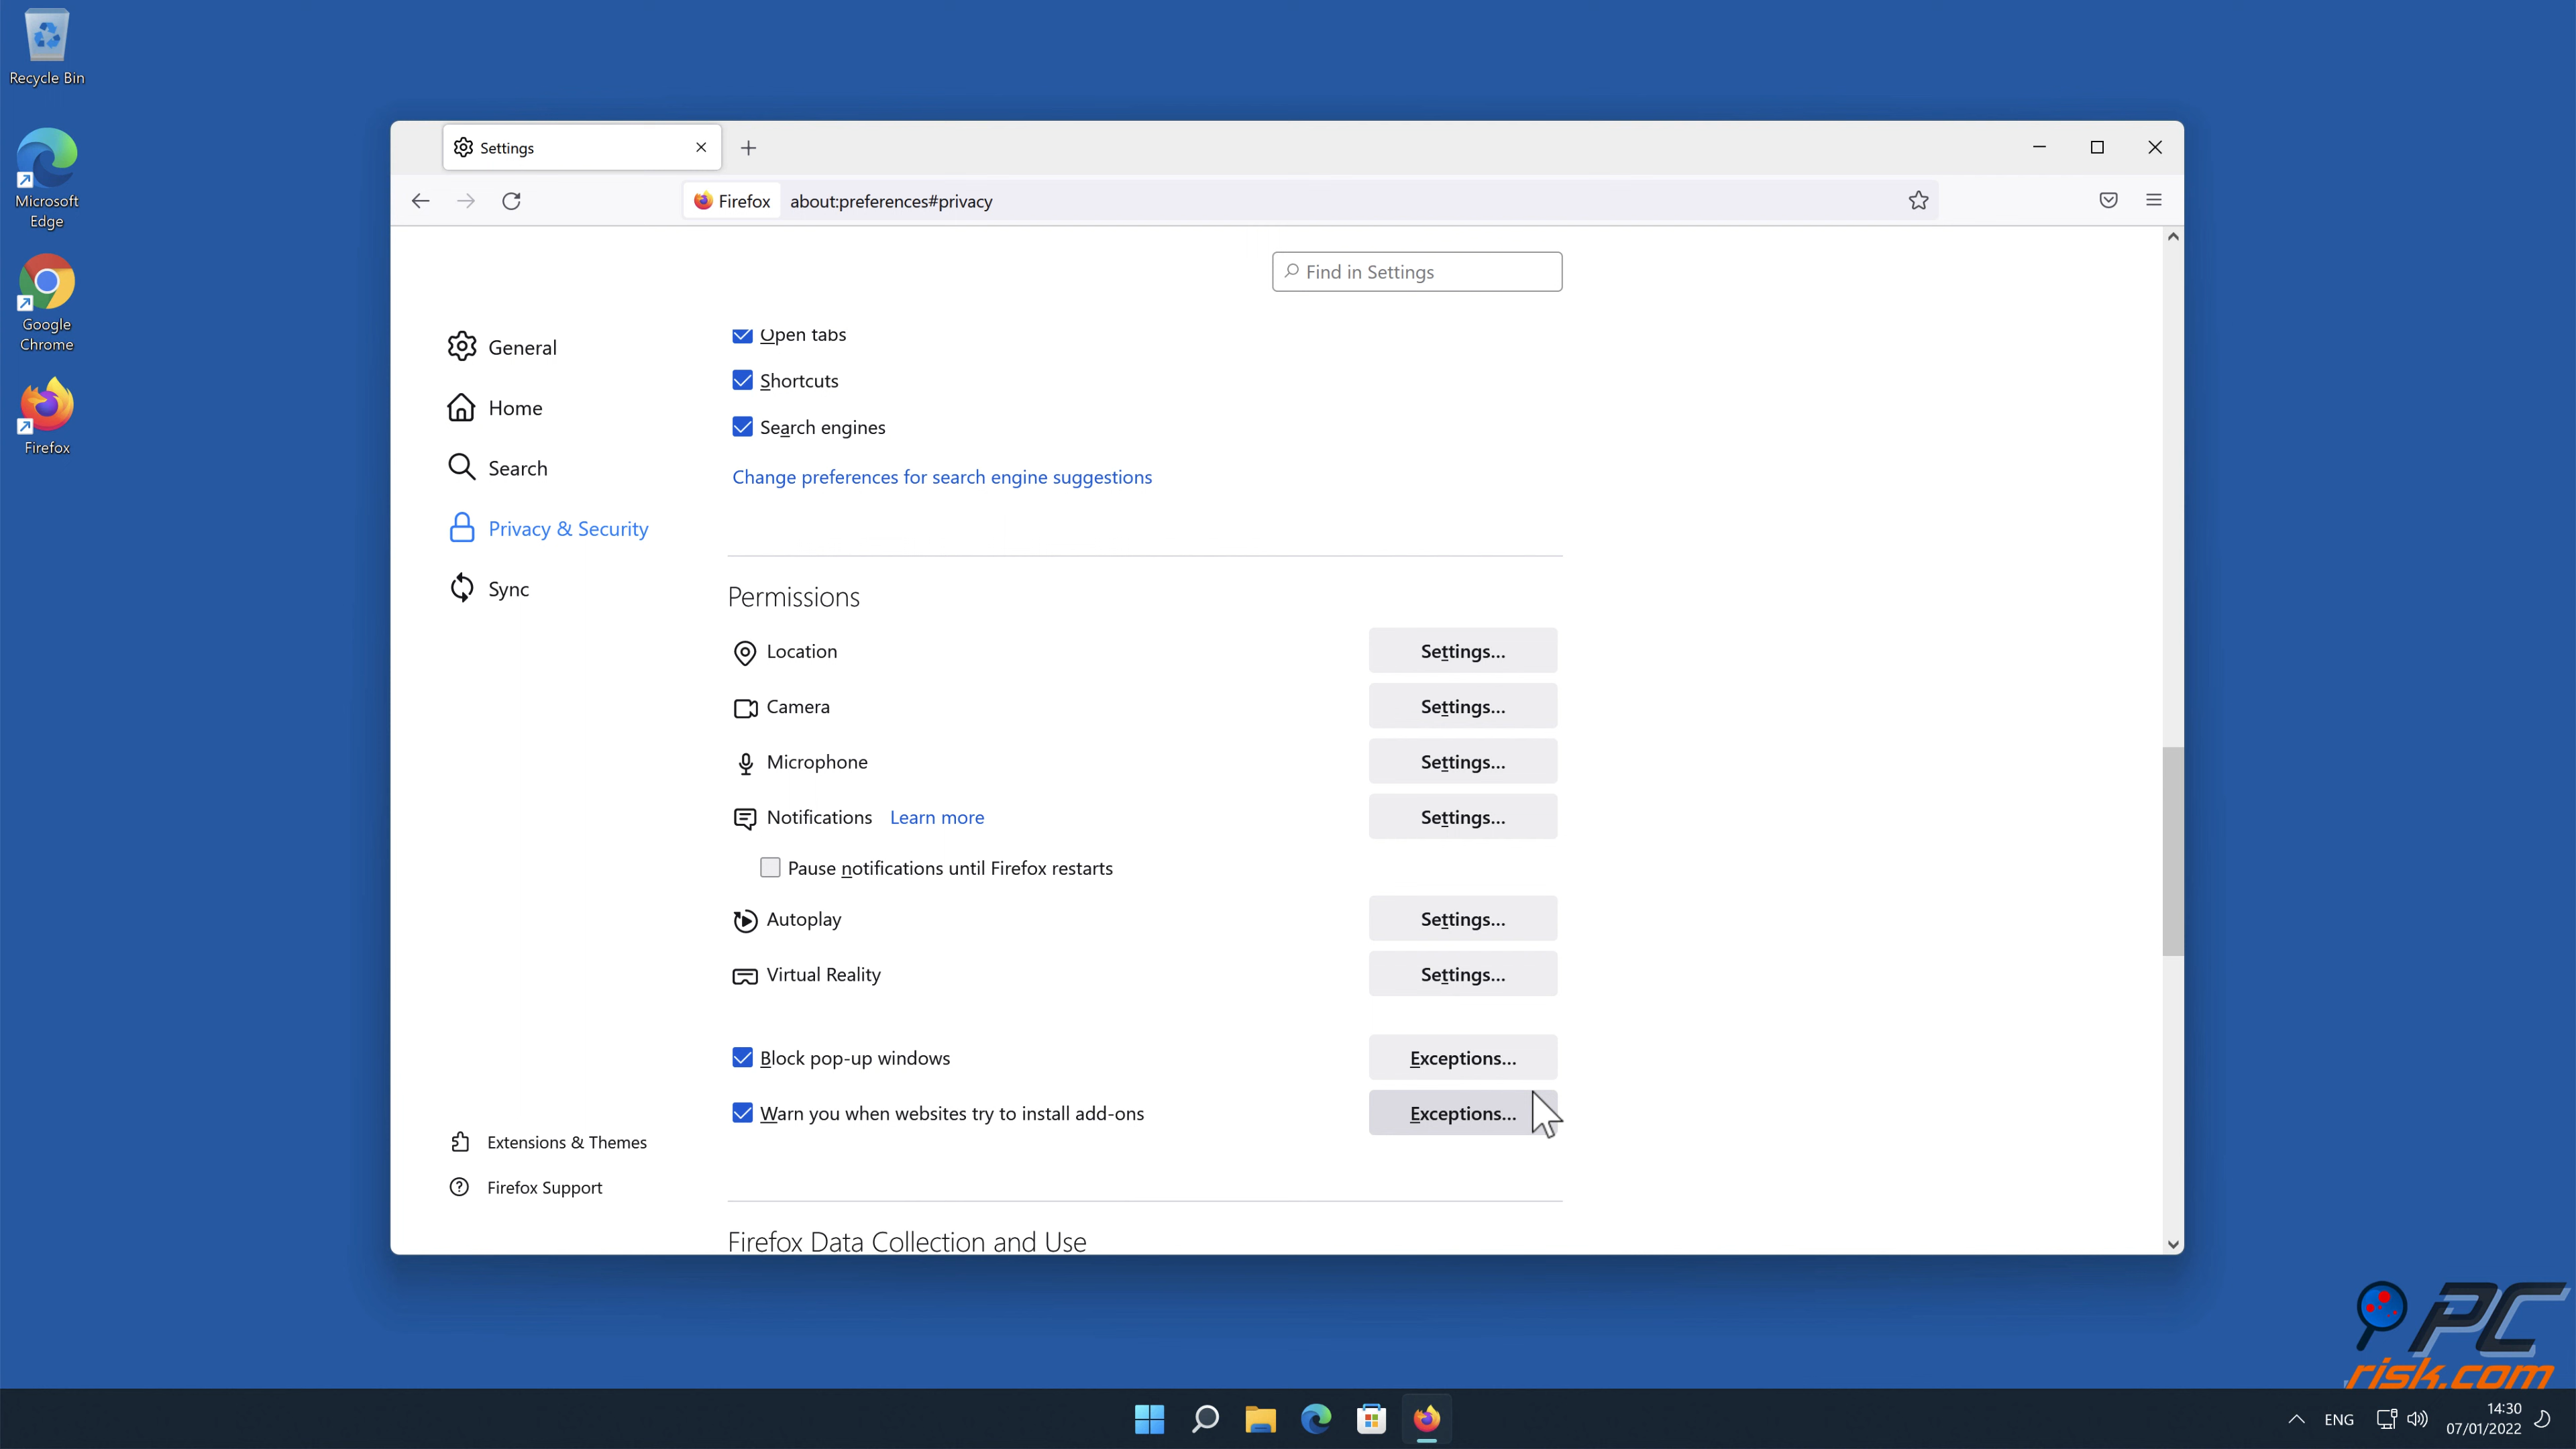 Recycle Bin
Microsoft
Edge
Google
Chrome
Firefox
Settings
Firefox
about:preferences#privacy
Find in Settings
General
Home
Search
Privacy & Security
Sync
Extensions & Themes
Firefox Support
Open tabs
Shortcuts
Search engines
Change preferences for search engine suggestions
Permissions
Location Settings...
Camera Settings...
Microphone Settings...
Notifications Learn more Settings...
Pause notifications until Firefox restarts
Autoplay Settings...
Virtual Reality Settings...
Block pop-up windows Exceptions...
Warn you when websites try to install add-ons Exceptions...
Firefox Data Collection and Use
PC
risk.com
ENG
14:30
07/01/2022